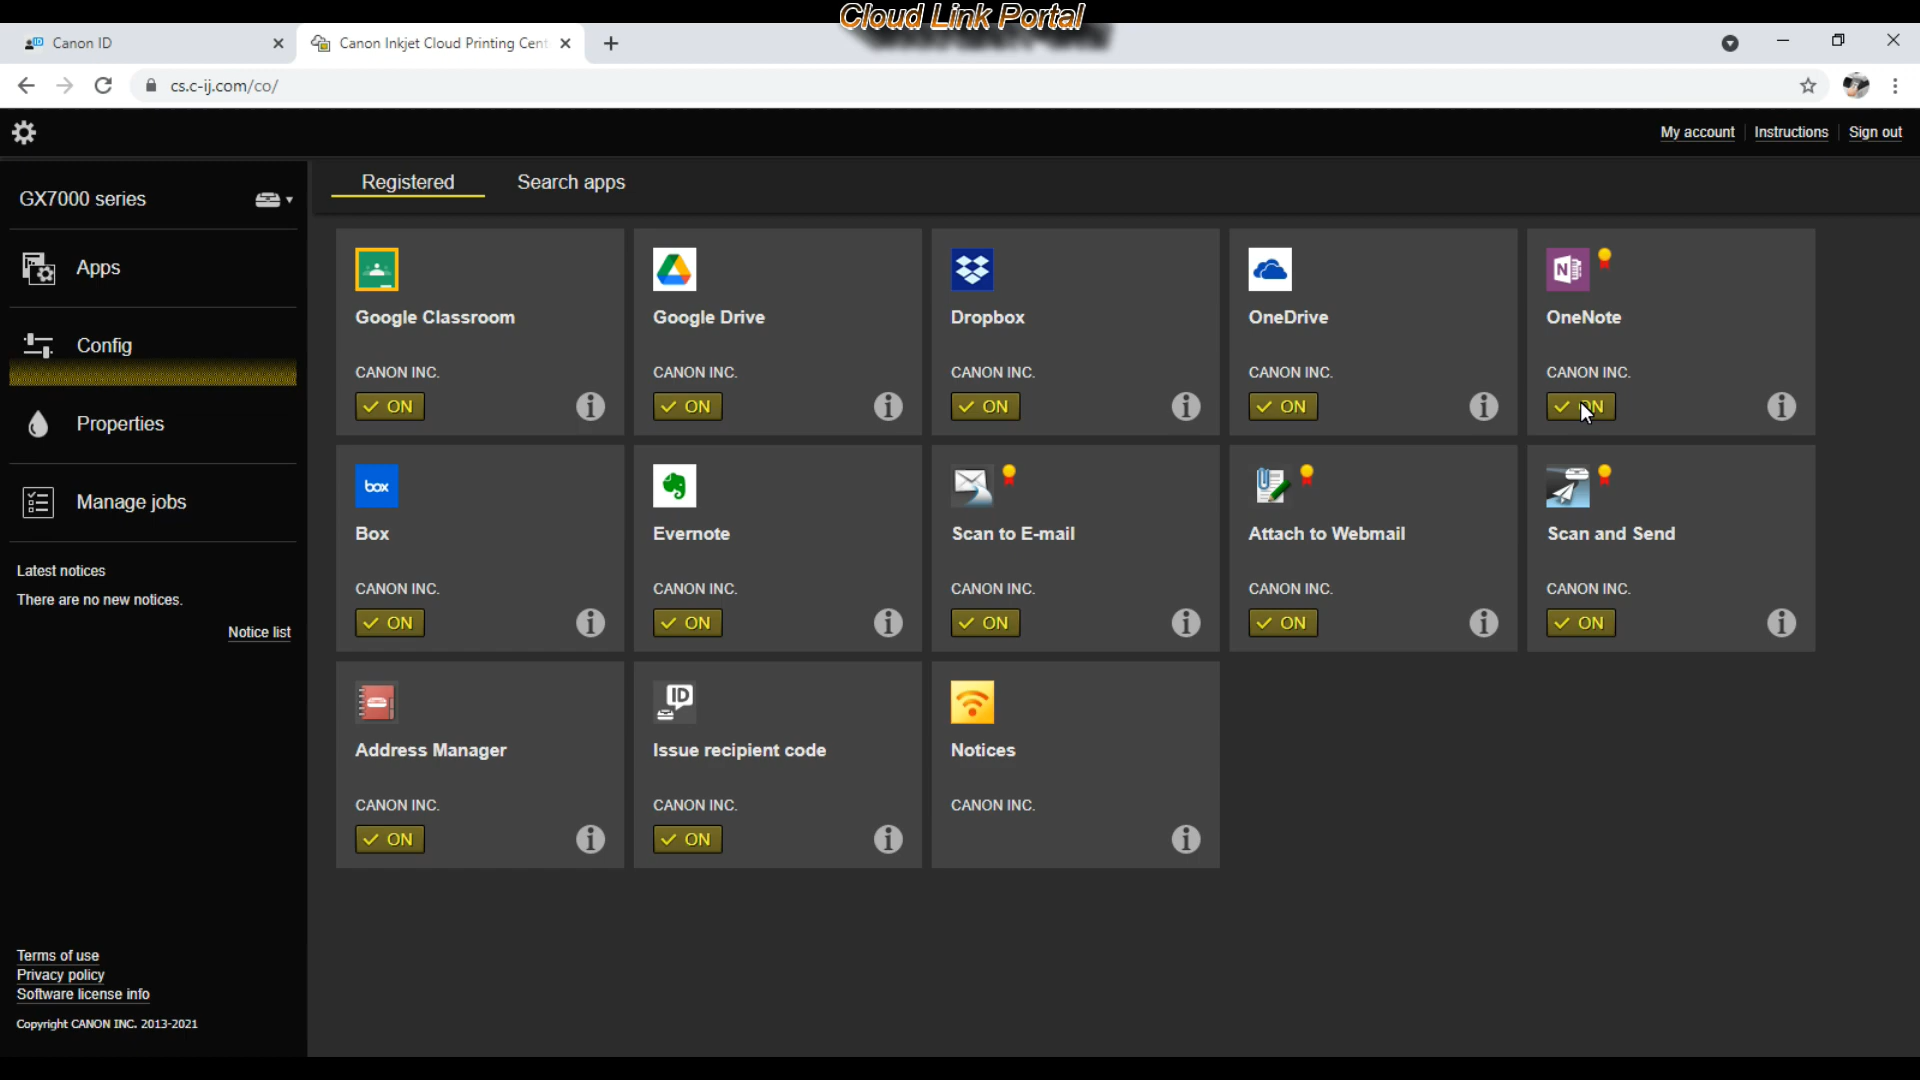 Cloud Link Portal
Canon ID
Canon Inkjet Cloud Printing Cent
cs.c-ij.com/co/
My account
Instructions
Sign out
GX7000 series
Apps
Config
Properties
Manage jobs
Latest notices
There are no new notices.
Notice list
Terms of use
Privacy policy
Software license info
Copyright CANON INC. 2013-2021
Registered
Search apps
Google Classroom
CANON INC.
ON
Google Drive
CANON INC.
ON
Dropbox
CANON INC.
ON
OneDrive
CANON INC.
ON
N
OneNote
CANON INC.
ON
box
Box
CANON INC.
ON
Evernote
CANON INC.
ON
Scan to E-mail
CANON INC.
ON
Attach to Webmail
CANON INC.
ON
Scan and Send
CANON INC.
ON
Address Manager
CANON INC.
ON
ID
Issue recipient code
CANON INC.
ON
Notices
CANON INC.